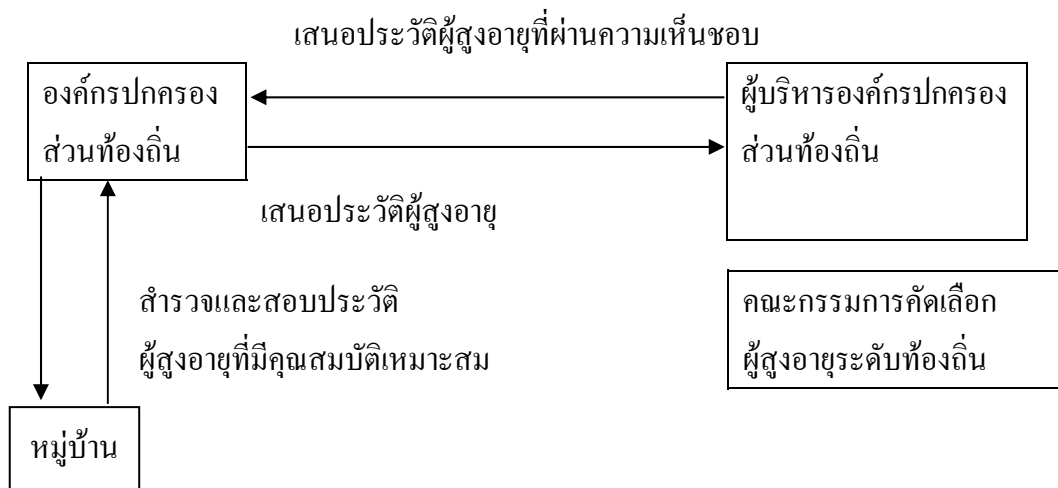 เสนอประวัติผู้สูงอายุที่ผ่านความเห็นชอบ
องค์กรปกครอง
ส่วนท้องถิ่น
ผู้บริหารองค์กรปกครอง
ส่วนท้องถิ่น
เสนอประวัติผู้สูงอายุ
สำรวจและสอบประวัติ
ผู้สูงอายุที่มีคุณสมบัติเหมาะสม
คณะกรรมการคัดเลือก
ผู้สูงอายุระดับท้องถิ่น
หมู่บ้าน